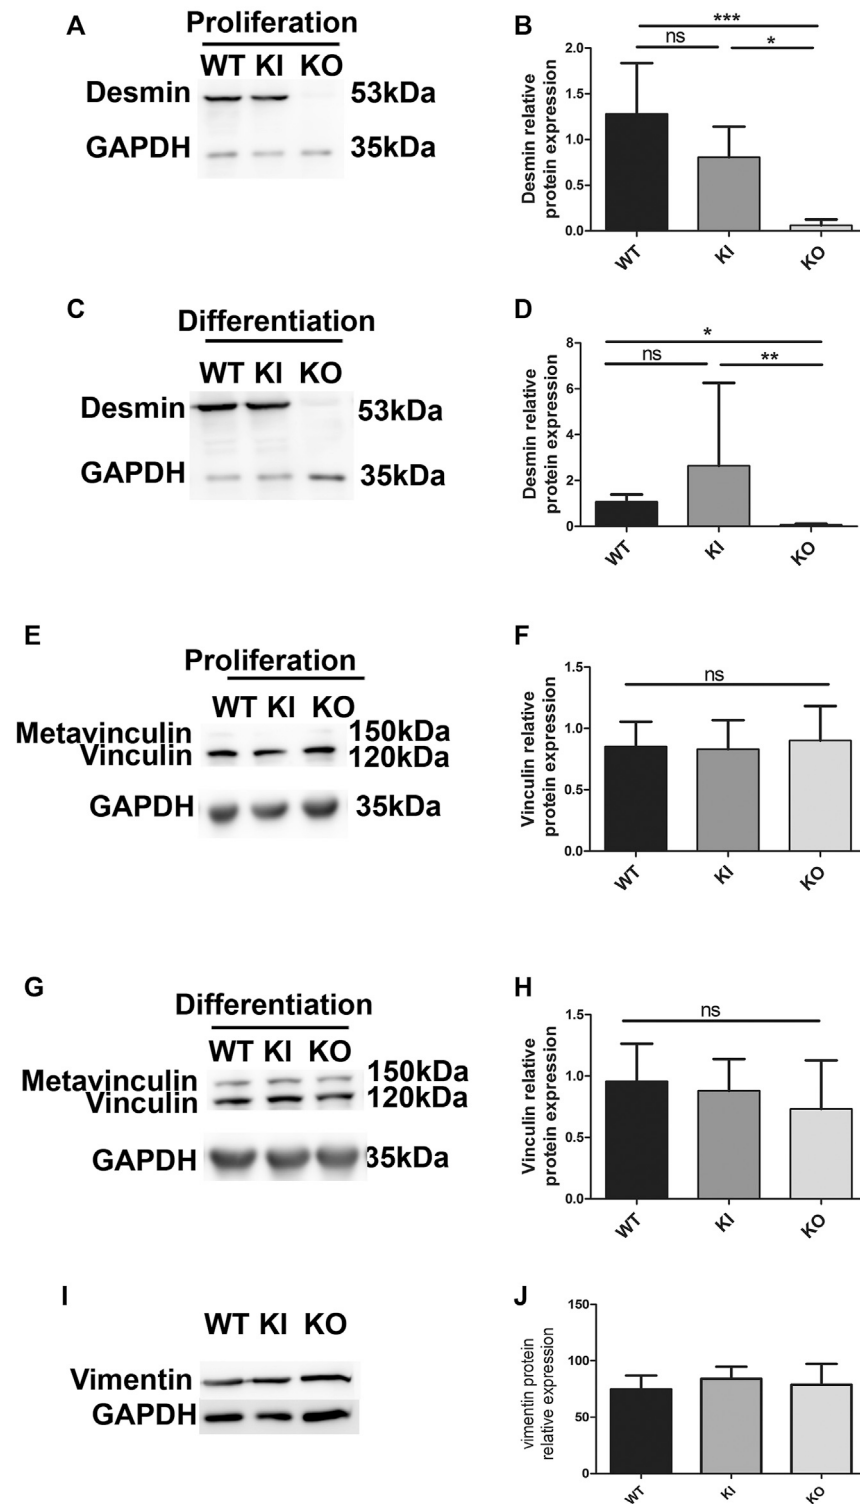 A
Proliferation
WT KI KO
Desmin 53kDa
GAPDH 35kDa
B
***
ns *
Desmin relative
protein expression
2.0
1.5
1.0
0.5
0.0
WT KI KO
C
Differentiation
WT KI KO
Desmin 53kDa
GAPDH 35kDa
D
*
ns **
Desmin relative
protein expression
8
6
4
2
0
WT KI KO
E
Proliferation
WT KI KO
Metavinculin 150kDa
Vinculin 120kDa
GAPDH 35kDa
F
ns
Vinculin relative
protein expression
1.5
1.0
0.5
0.0
WT KI KO
G
Differentiation
WT KI KO
Metavinculin 150kDa
Vinculin 120kDa
GAPDH 35kDa
H
ns
Vinculin relative
protein expression
1.5
1.0
0.5
0.0
WT KI KO
I
WT KI KO
Vimentin
GAPDH
J
vimentin protein
relative expression
150
100
50
0
WT KI KO